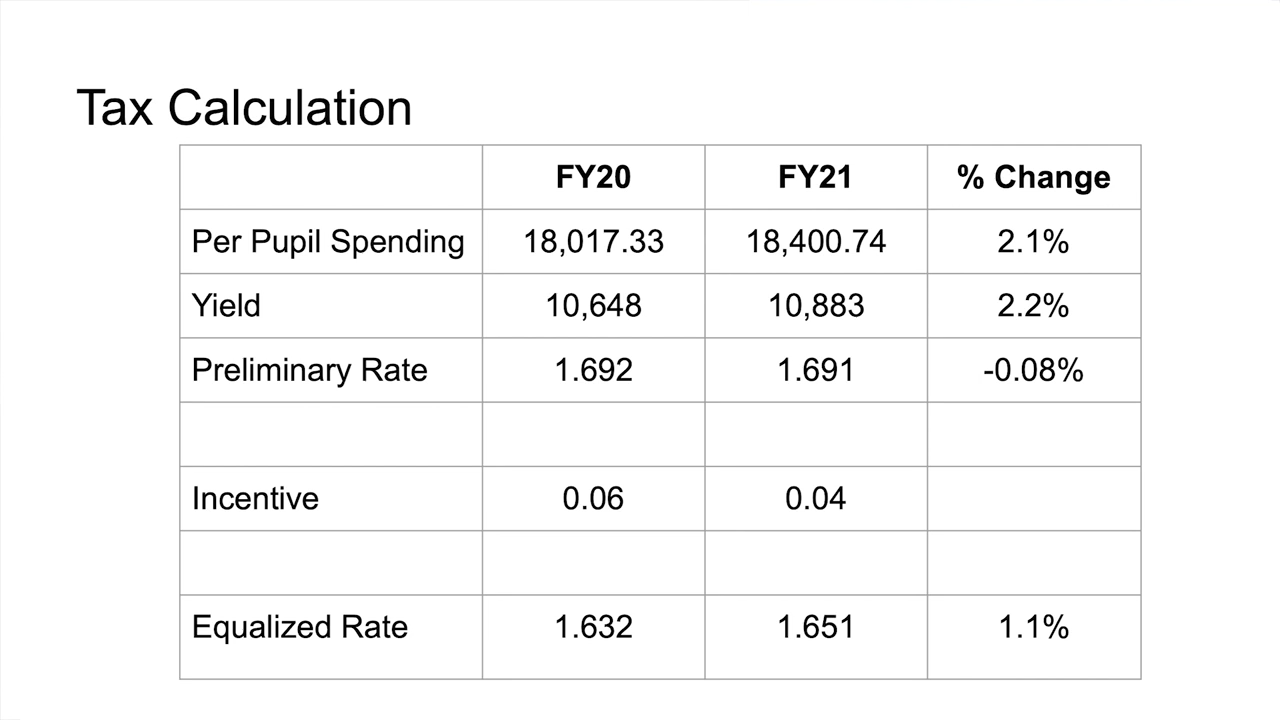 Tax Calculation
FY20 FY21 % Change
Per Pupil Spending 18,017.33 18,400.74 2.1%
Yield 10,648 10,883 2.2%
Preliminary Rate 1.692 1.691 -0.08%
Incentive 0.06 0.04
Equalized Rate 1.632 1.651 1.1%